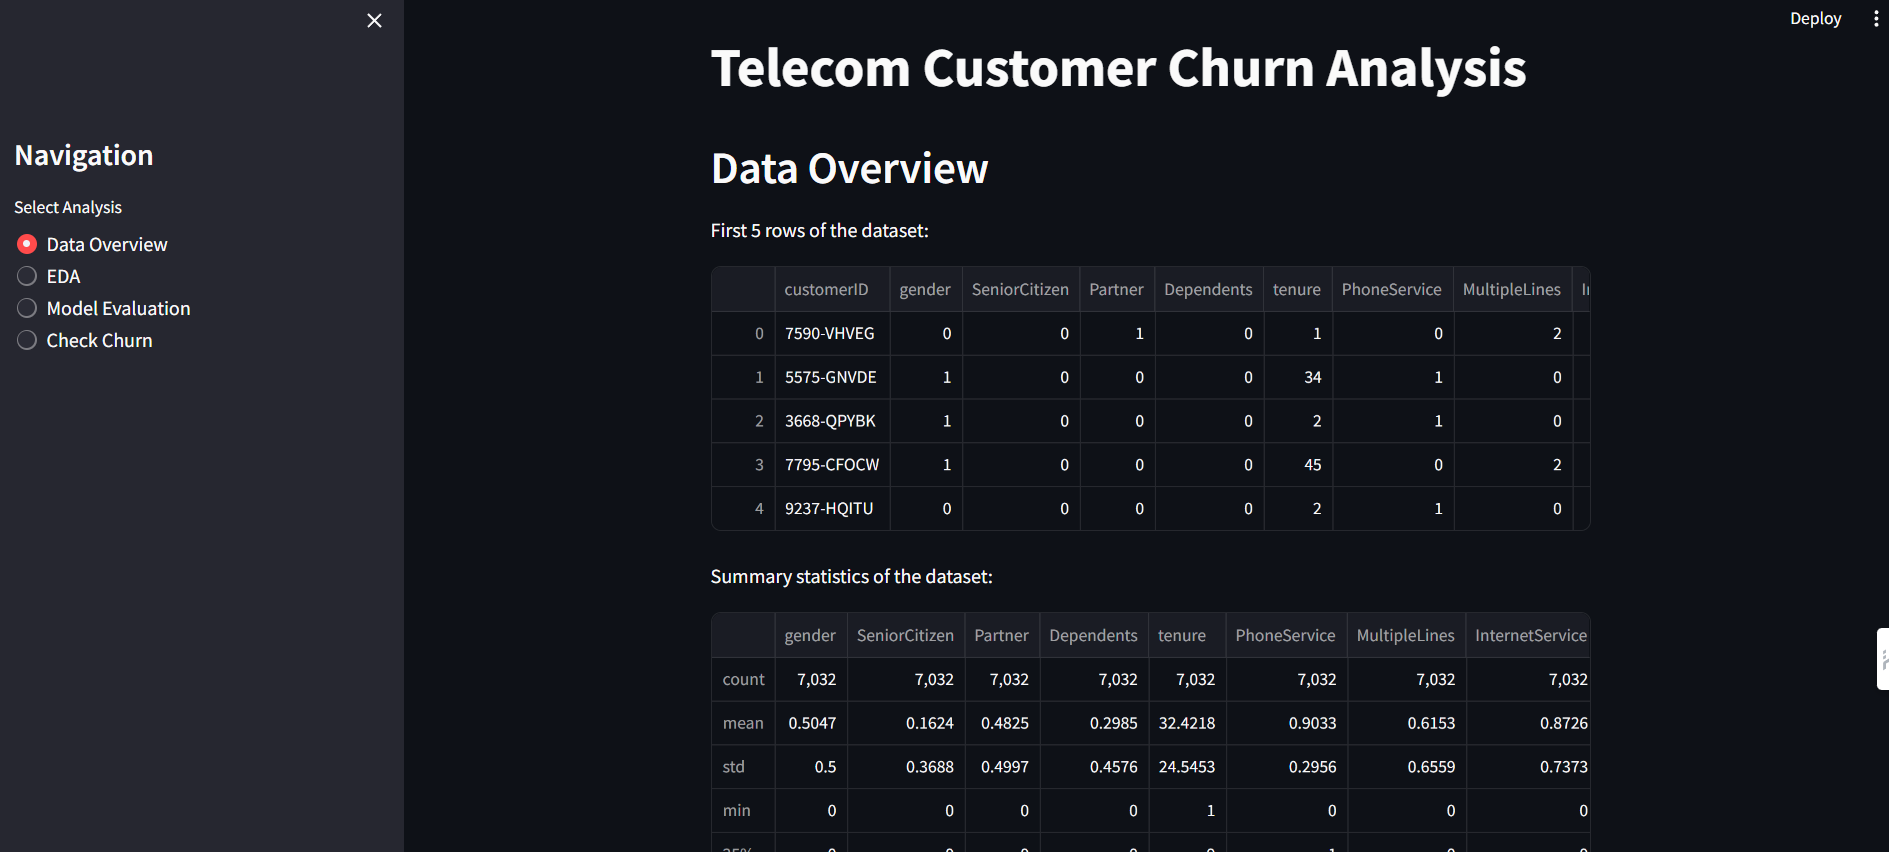 Deploy
Telecom Customer Churn Analysis
Navigation
Select Analysis
Data Overview
EDA
Model Evaluation
Check Churn
Data Overview
First 5 rows of the dataset:
customerID gender SeniorCitizen Partner Dependents tenure PhoneService MultipleLines
0 7590-VHVEG 0 0 1 0 1 0 2
1 5575-GNVDE 1 0 0 0 34 1 0
2 3668-QPYBK 1 0 0 0 2 1 0
3 7795-CFOCW 1 0 0 0 45 0 2
4 9237-HQITU 0 0 0 0 2 1 0
Summary statistics of the dataset:
gender SeniorCitizen Partner Dependents tenure PhoneService MultipleLines InternetService
count 7,032 7,032 7,032 7,032 7,032 7,032 7,032 7,032
mean 0.5047 0.1624 0.4825 0.2985 32.4218 0.9033 0.6153 0.8726
std 0.5 0.3688 0.4997 0.4576 24.5453 0.2956 0.6559 0.7373
min 0 0 0 0 1 0 0 0